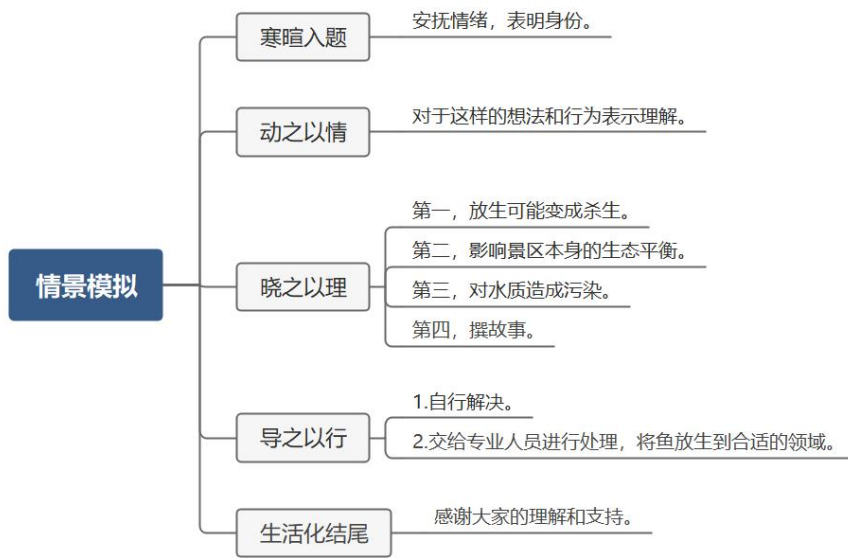 情景模拟
寒暄入题
安抚情绪，表明身份。
动之以情
对于这样的想法和行为表示理解。
晓之以理
第一，放生可能变成杀生。
第二，影响景区本身的生态平衡。
第三，对水质造成污染。
第四，撰故事。
导之以行
1.自行解决。
2.交给专业人员进行处理，将鱼放生到合适的领域。
生活化结尾
感谢大家的理解和支持。